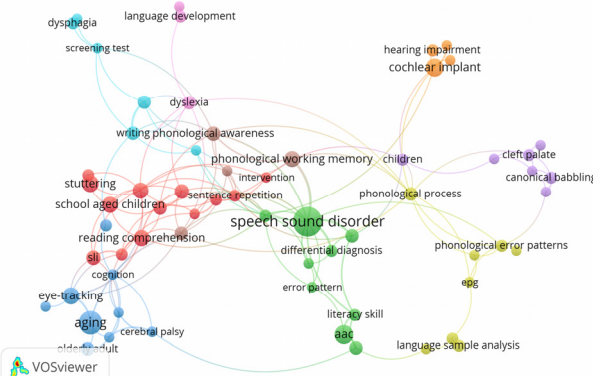 language development
dysphagia
screening test
hearing impairment
cochlear implant
dyslexia
writing phonological awareness
phonological working memory
children
cleft palate
intervention
canonical babbling
stuttering
sentence repetition
phonological process
school aged children
speech sound disorder
reading comprehension
differential diagnosis
phonological error patterns
sli
cognition
error pattern
epg
eye-tracking
literacy skill
aging
cerebral palsy
aac
language sample analysis
older adult
VOSviewer